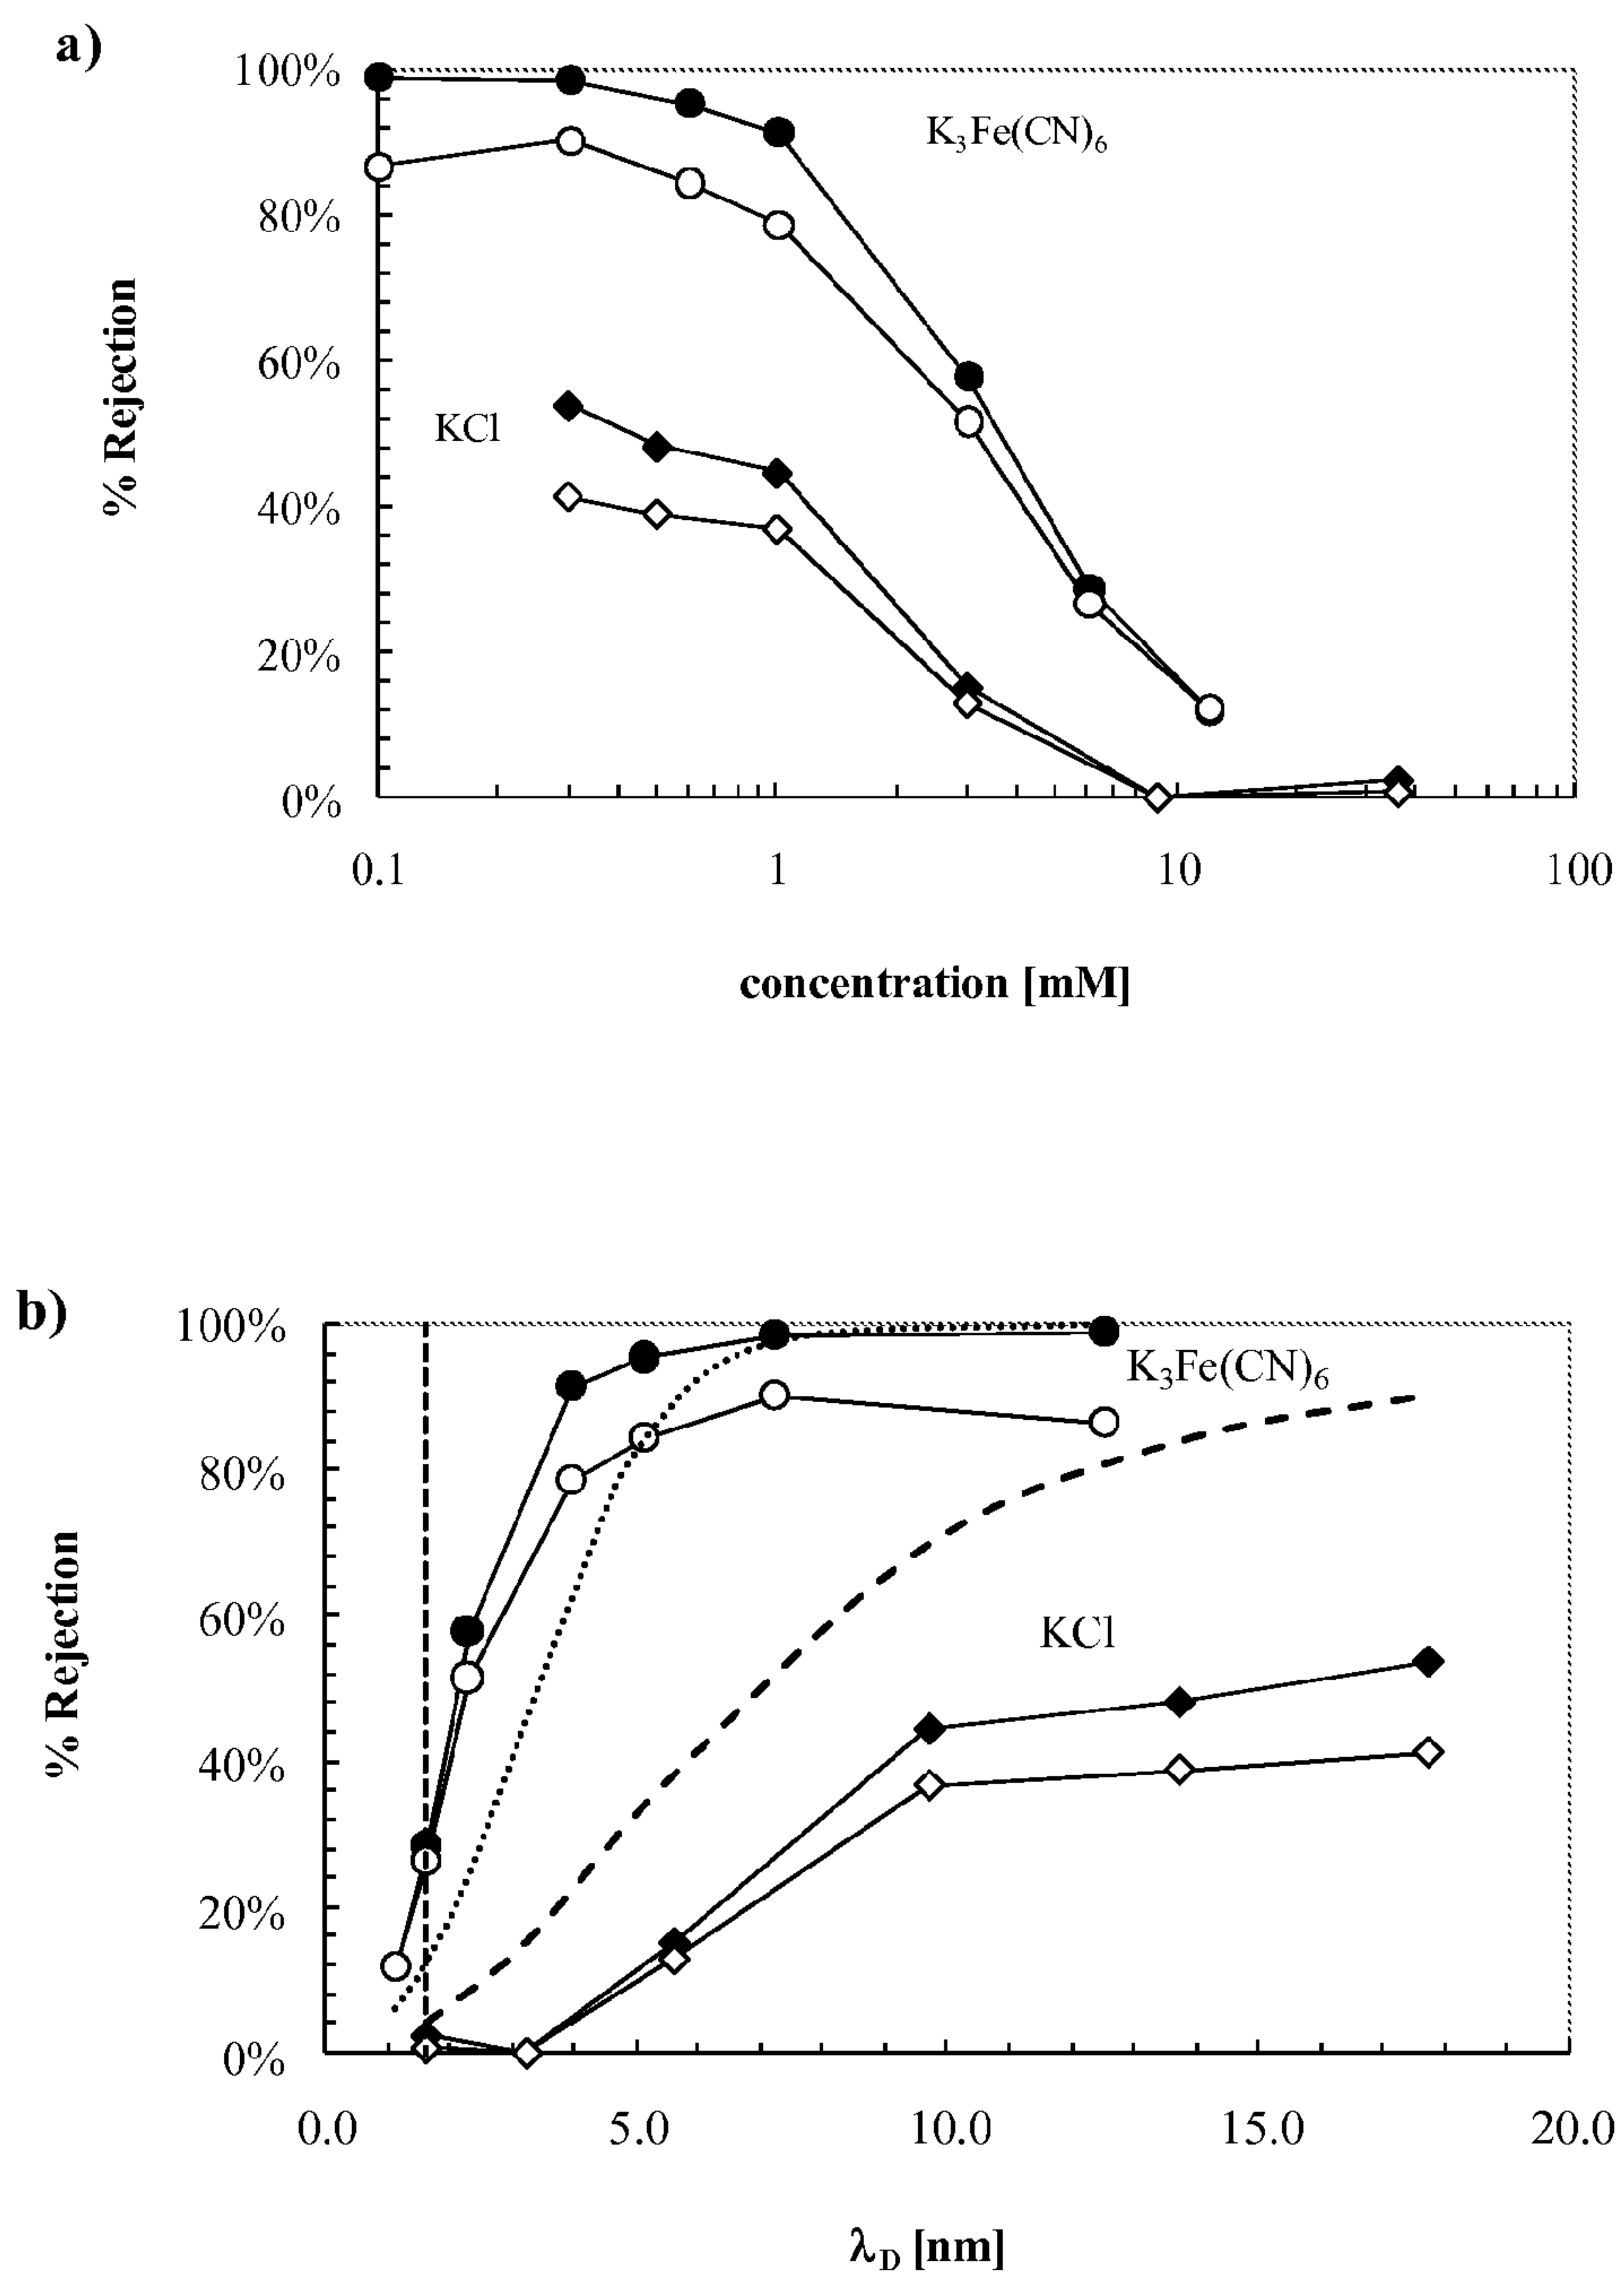 a)
100%
K₃Fe(CN)₆
80%
60%
KCl
40%
20%
0%
% Rejection
0.1 1 10 100
concentration [mM]
b)
100%
K₃Fe(CN)₆
80%
60%
KCl
40%
20%
0%
% Rejection
0.0 5.0 10.0 15.0 20.0
λD [nm]